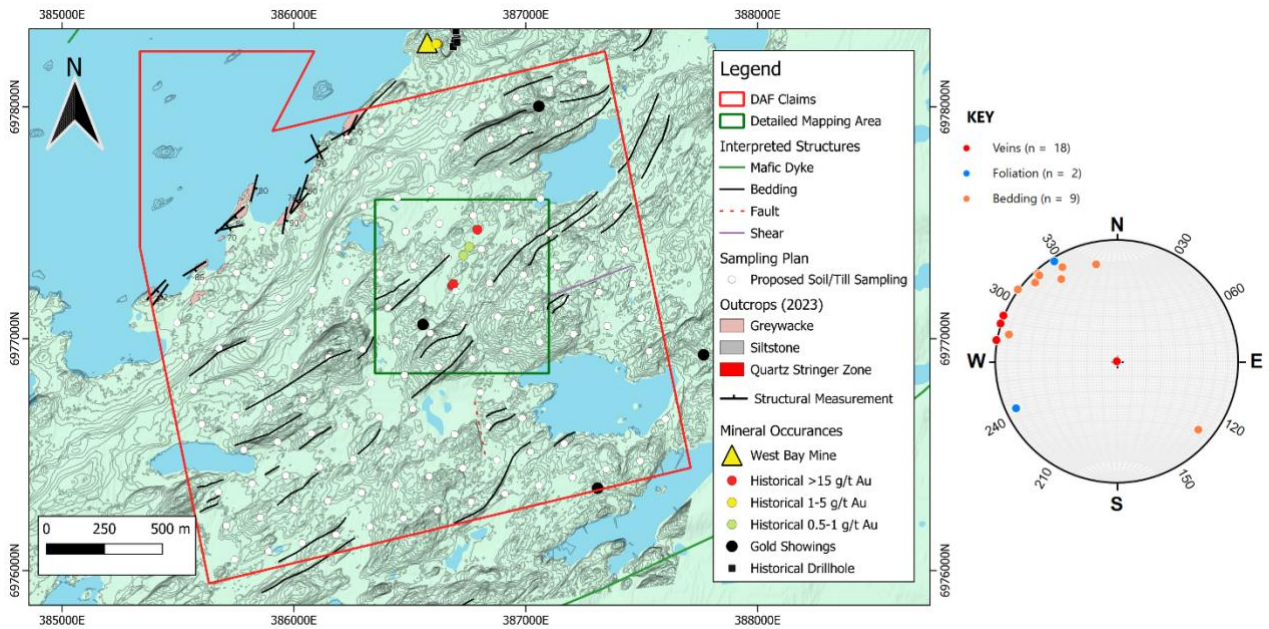 385000E 386000E 387000E 388000E
N
6978000N
6977000N
6976000N
80
70
85
Legend
DAF Claims
Detailed Mapping Area
Interpreted Structures
Mafic Dyke
Bedding
Fault
Shear
Sampling Plan
Proposed Soil/Till Sampling
Outcrops (2023)
Greywacke
Siltstone
Quartz Stringer Zone
Structural Measurement
Mineral Occurances
West Bay Mine
Historical >15 g/t Au
Historical 1-5 g/t Au
Historical 0.5-1 g/t Au
Gold Showings
Historical Drillhole
0 250 500 m
385000E 386000E 387000E 388000E
6978000N
6977000N
6976000N
KEY
Veins (n = 18)
Foliation (n = 2)
Bedding (n = 9)
N
330 030
300 060
W E
240 120
210 150
S